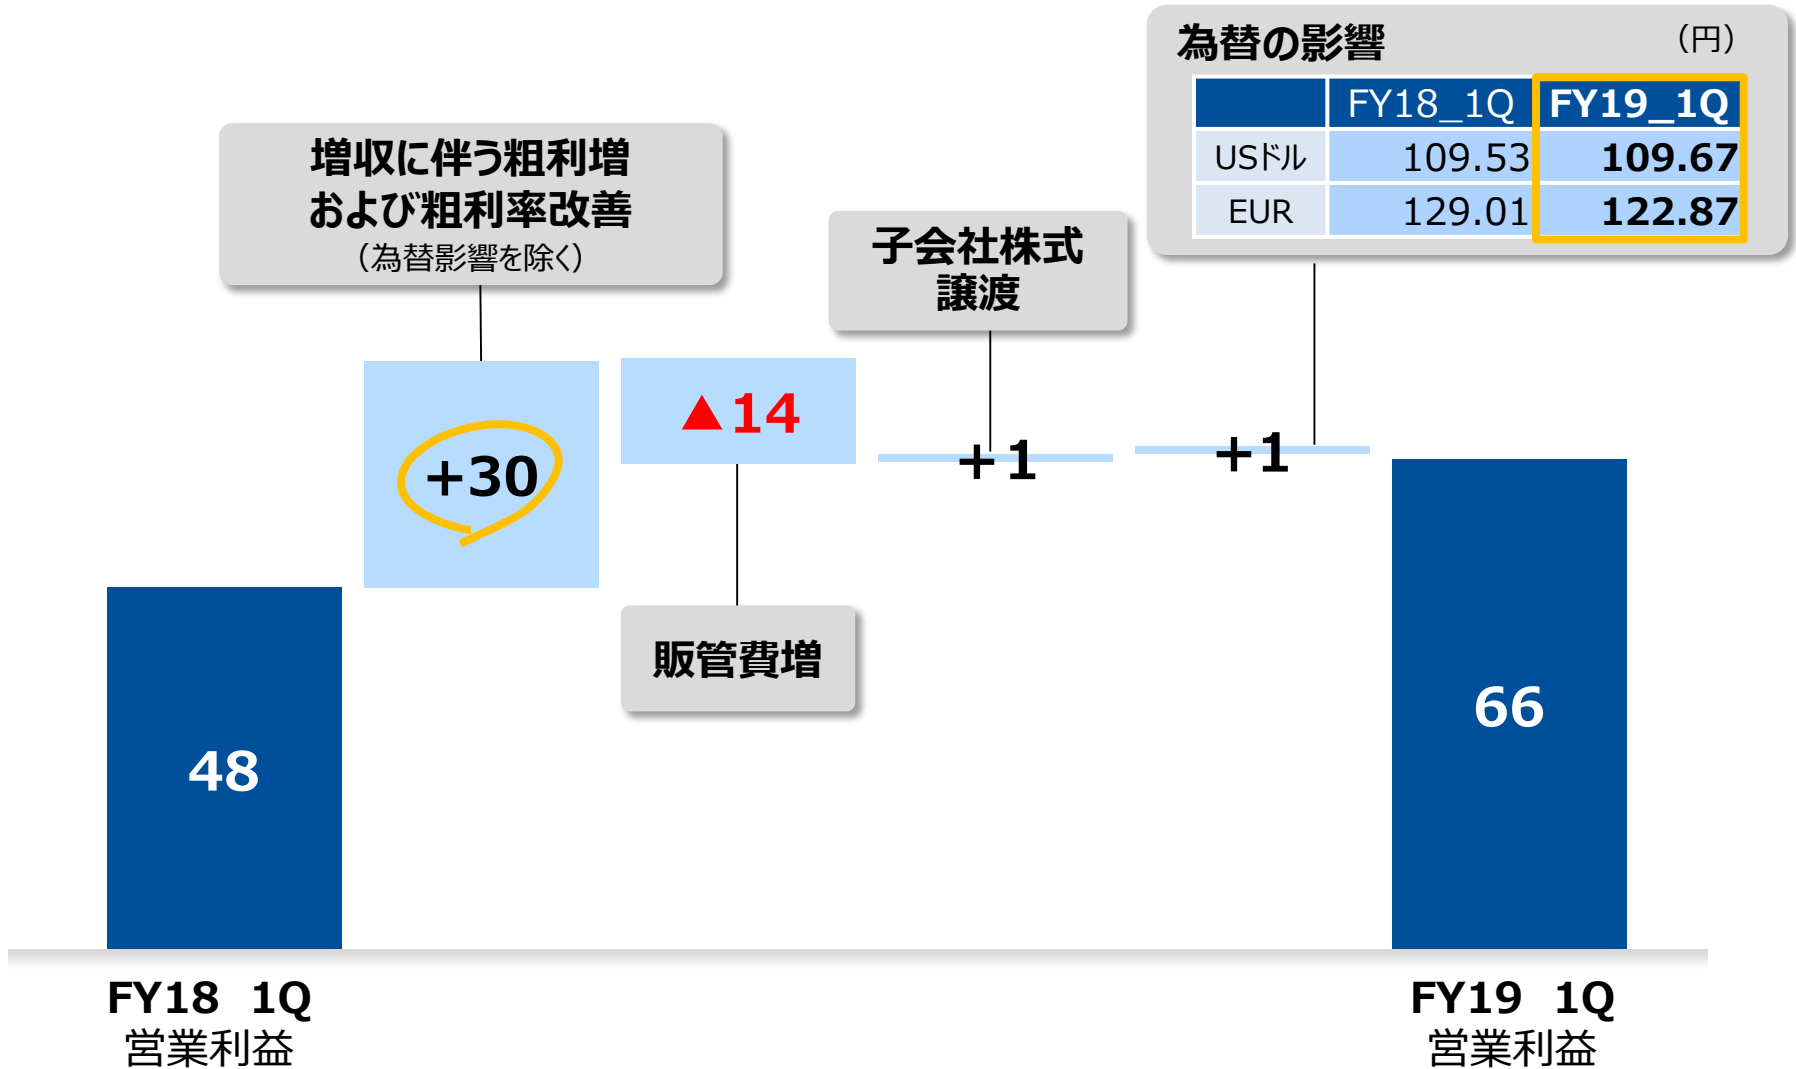 為替の影響 （円）
FY18_1Q FY19_1Q
USドル 109.53 109.67
EUR 129.01 122.87
増収に伴う粗利増
および粗利率改善
（為替影響を除く）
子会社株式
譲渡
+30
▲14
+1
+1
販管費増
48
66
FY18 1Q
営業利益
FY19 1Q
営業利益